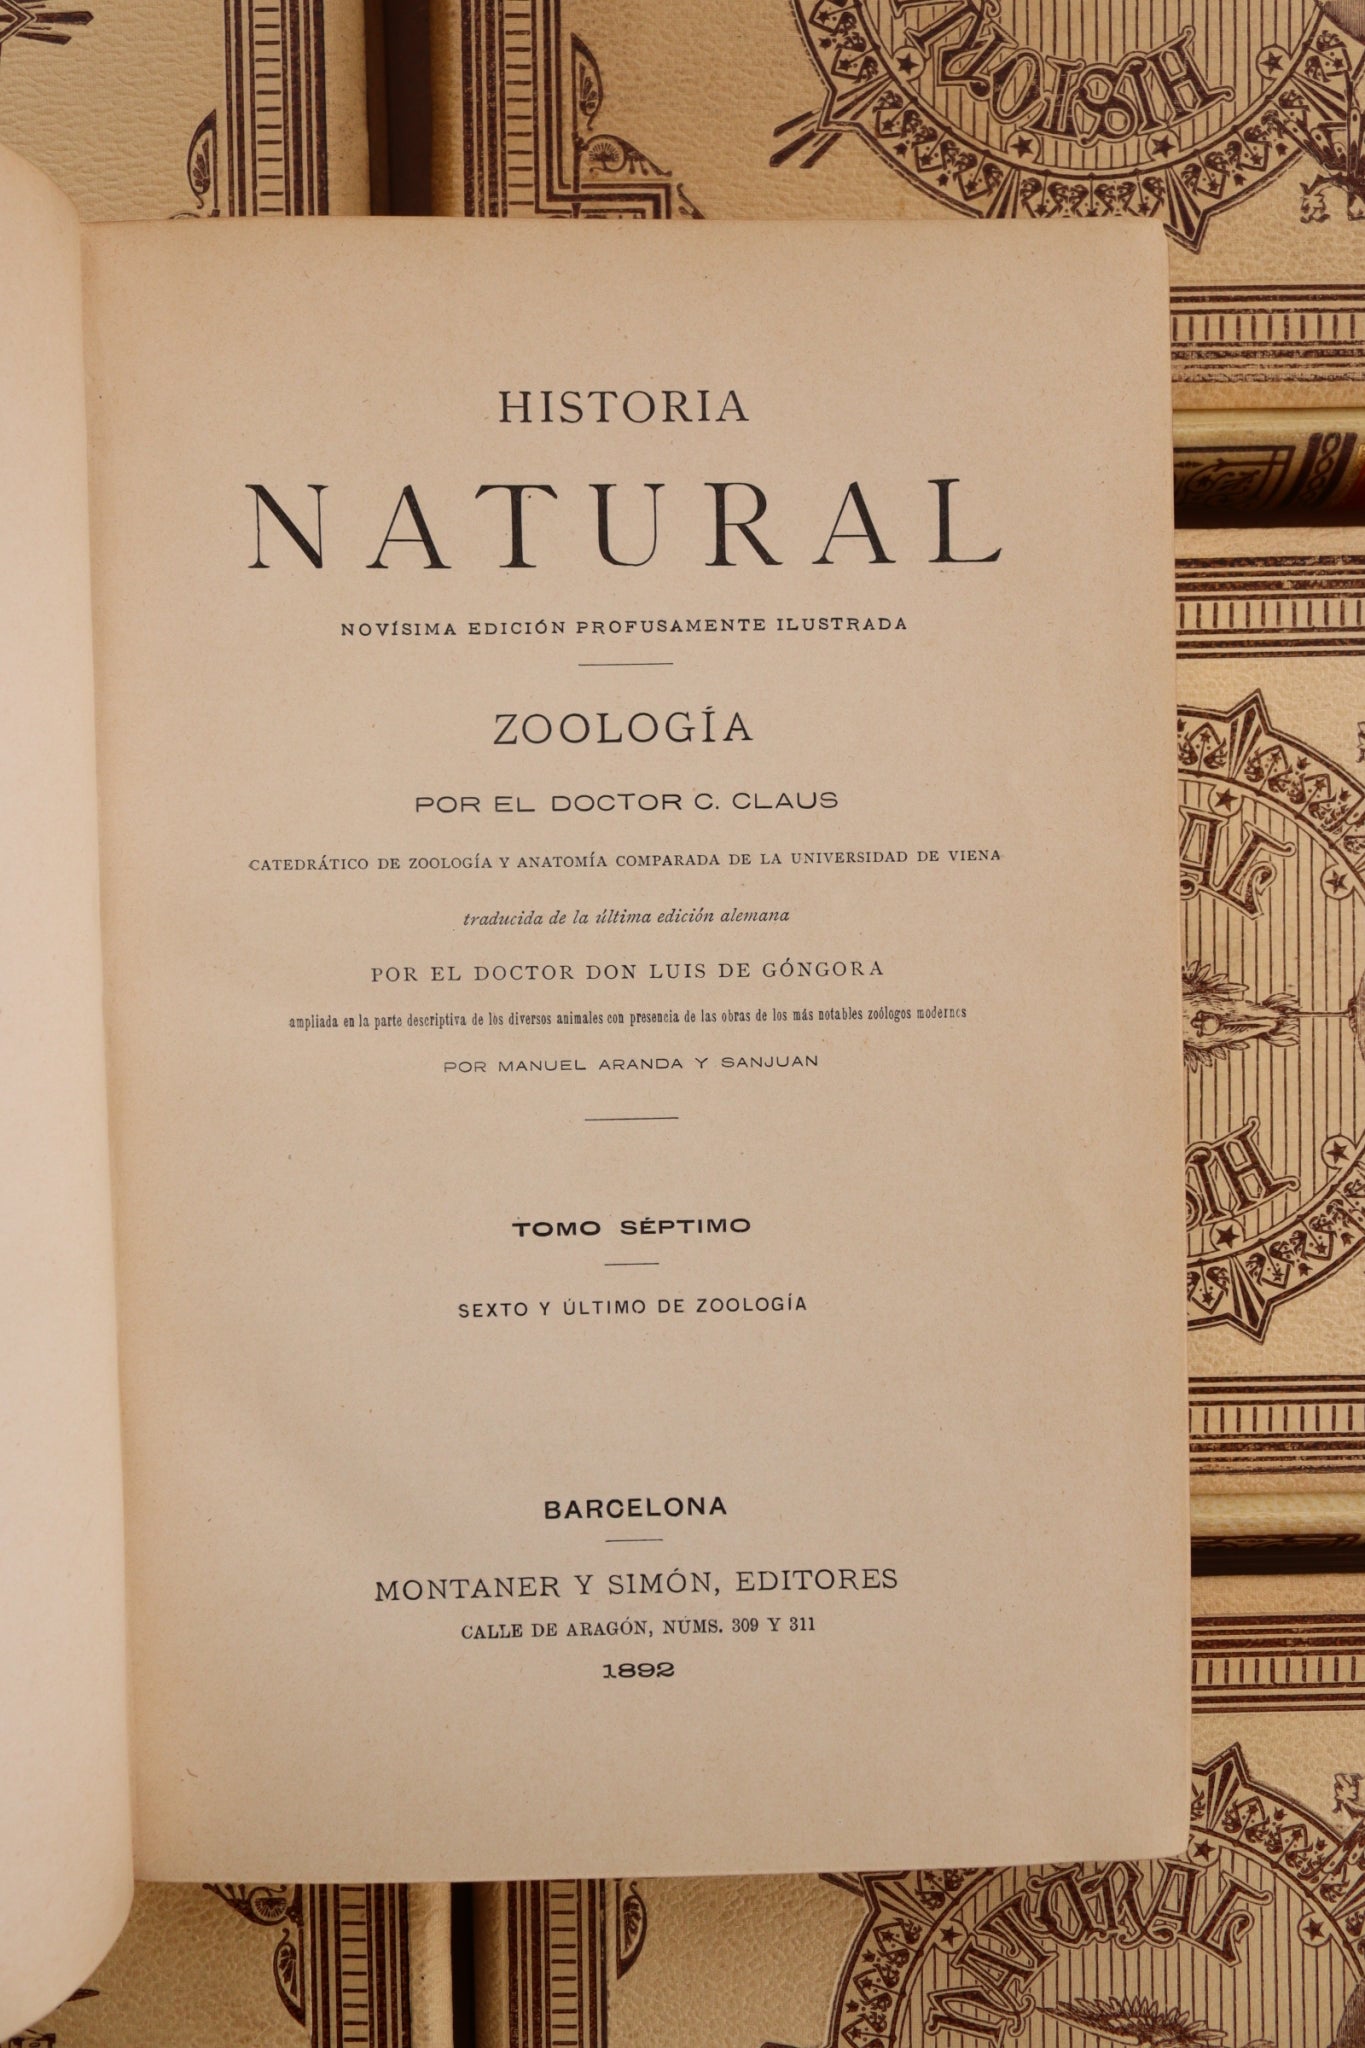 HISTORIA
HISTORIA
NATURAL
NOVÍSIMA EDICIÓN PROFUSAMENTE ILUSTRADA
ZOOLOGÍA
POR EL DOCTOR C. CLAUS
CATEDRÁTICO DE ZOOLOGÍA Y ANATOMÍA COMPARADA DE LA UNIVERSIDAD DE VIENA
traducida de la última edición alemana
POR EL DOCTOR DON LUIS DE GÓNGORA
ampliada en la parte descriptiva de los diversos animales con presencia de las obras de los más notables zoólogos modernos
POR MANUEL ARANDA Y SANJUAN
TOMO SÉPTIMO
SEXTO Y ÚLTIMO DE ZOOLOGÍA
BARCELONA
MONTANER Y SIMÓN, EDITORES
CALLE DE ARAGÓN, NÚMS. 309 Y 311
1892
NATURAL